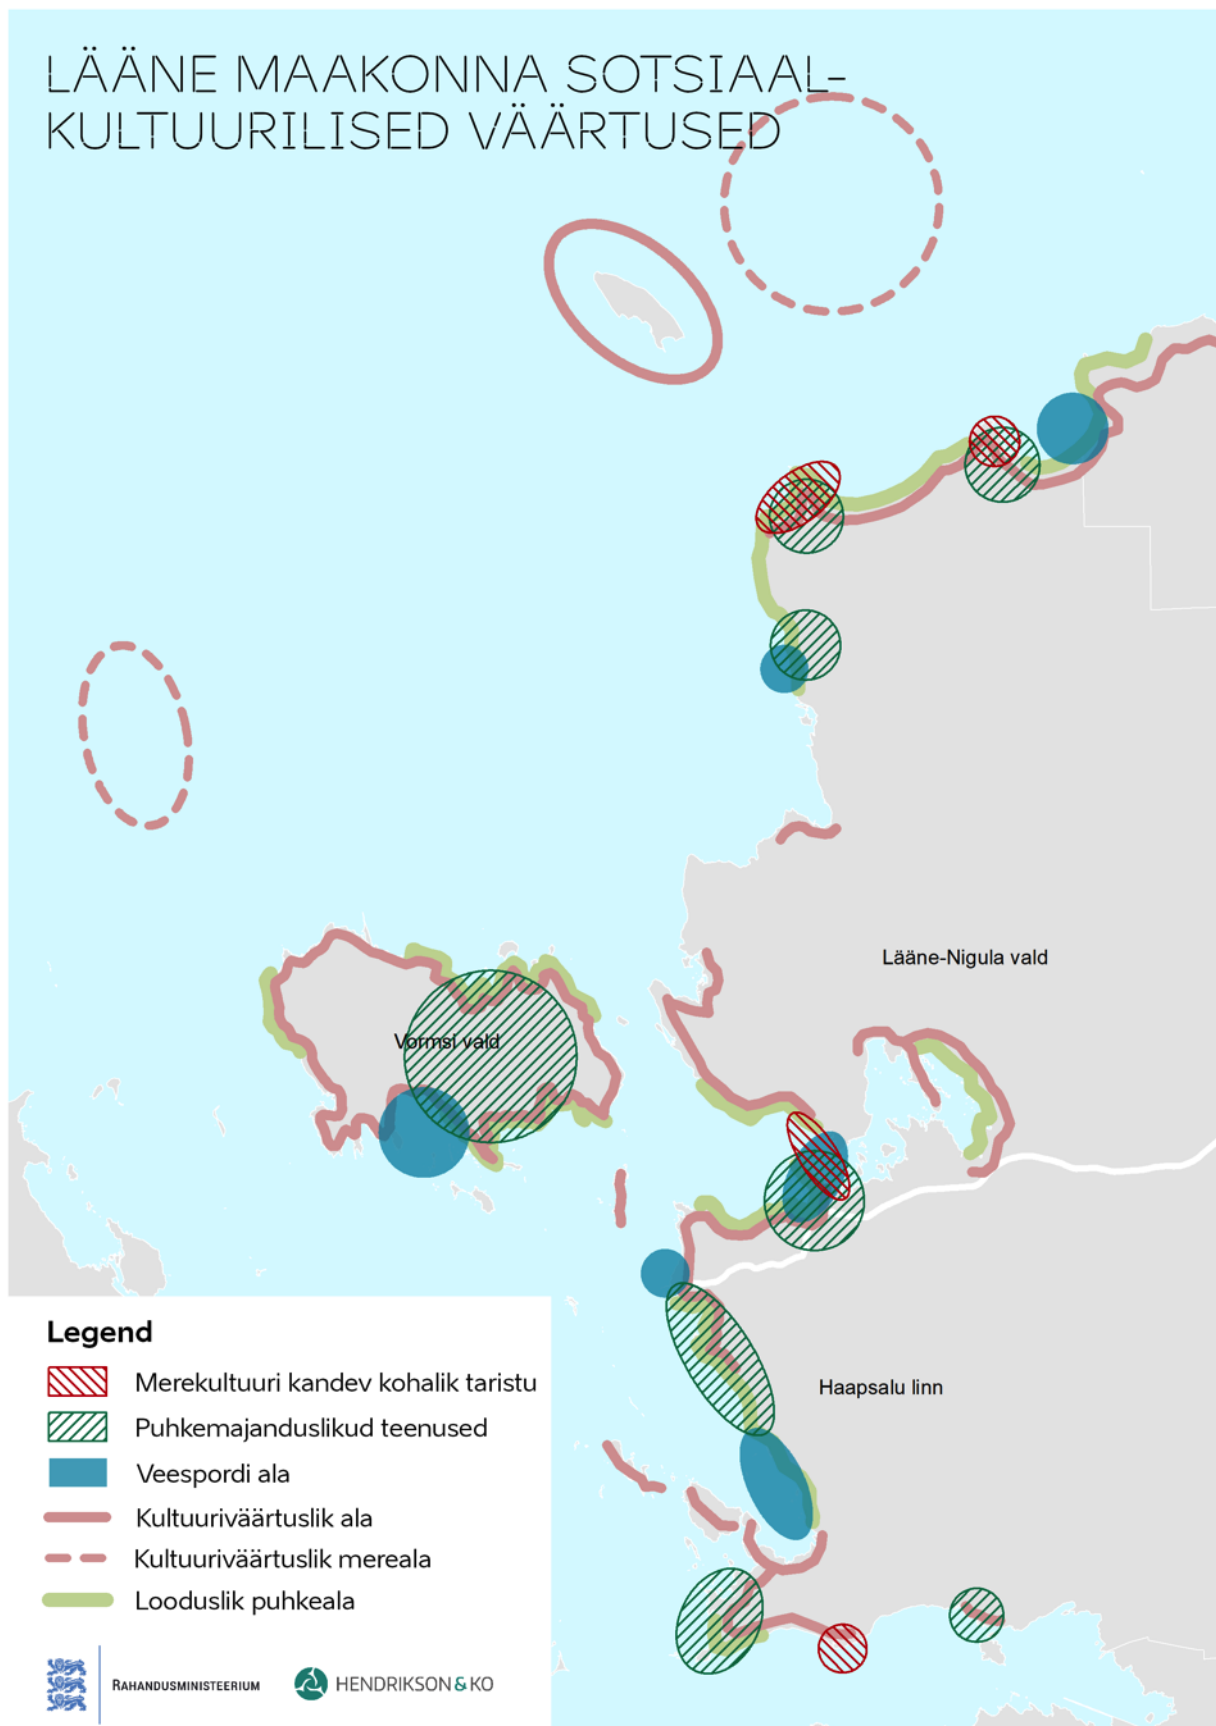 LÄÄNE MAAKONNA SOTSIAAL-
KULTUURILISED VÄÄRTUSED
Lääne-Nigula vald
Vormsi vald
Haapsalu linn
Legend
Merekultuuri kandev kohalik taristu
Puhkemajanduslikud teenused
Veespordi ala
Kultuuriväärtuslik ala
Kultuuriväärtuslik mereala
Looduslik puhkeala
RAHANDUSMINISTEERIUM
HENDRIKSON & KO